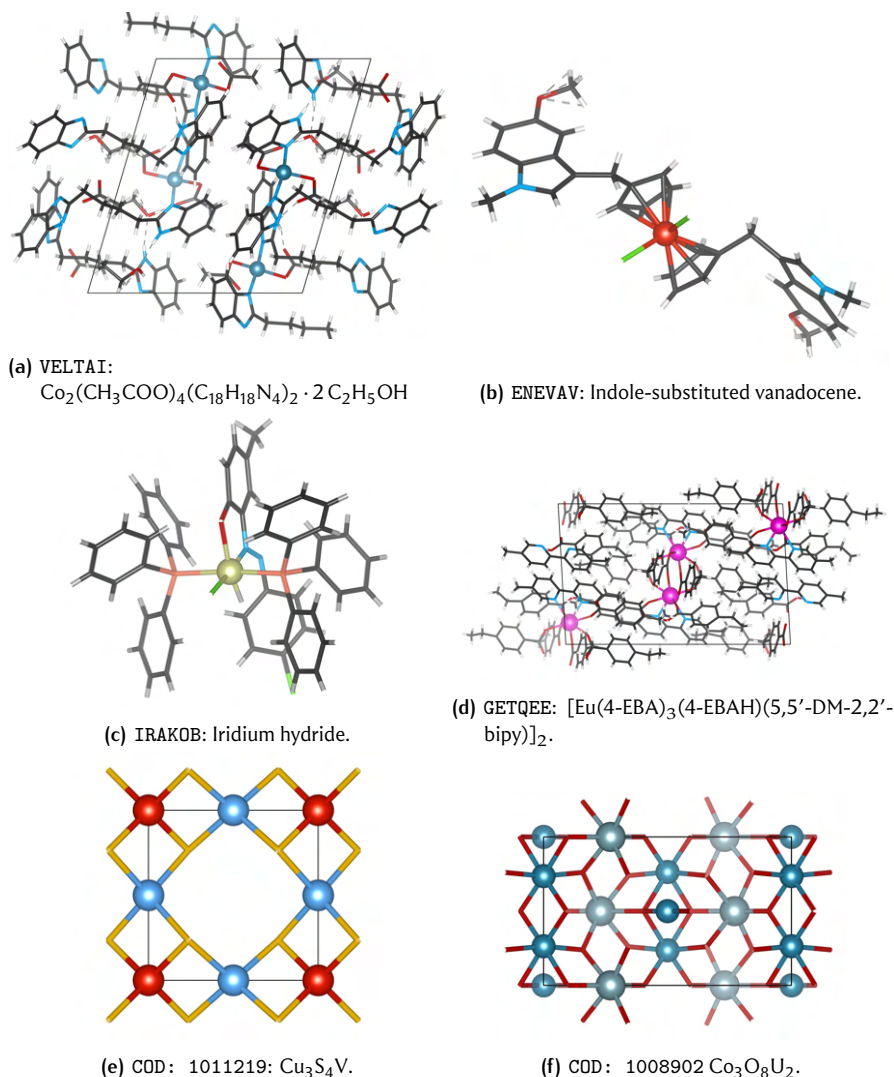 (a) VELTAI:
Co₂(CH₃COO)₄(C₁₈H₁₈N₄)₂ · 2 C₂H₅OH
(b) ENEVAV: Indole-substituted vanadocene.
(c) IRAKOB: Iridium hydride.
(d) GETQEE: [Eu(4-EBA)₃(4-EBAH)(5,5′-DM-2,2′-
bipy)]₂.
(e) COD: 1011219: Cu₃S₄V.
(f) COD: 1008902 Co₃O₈U₂.